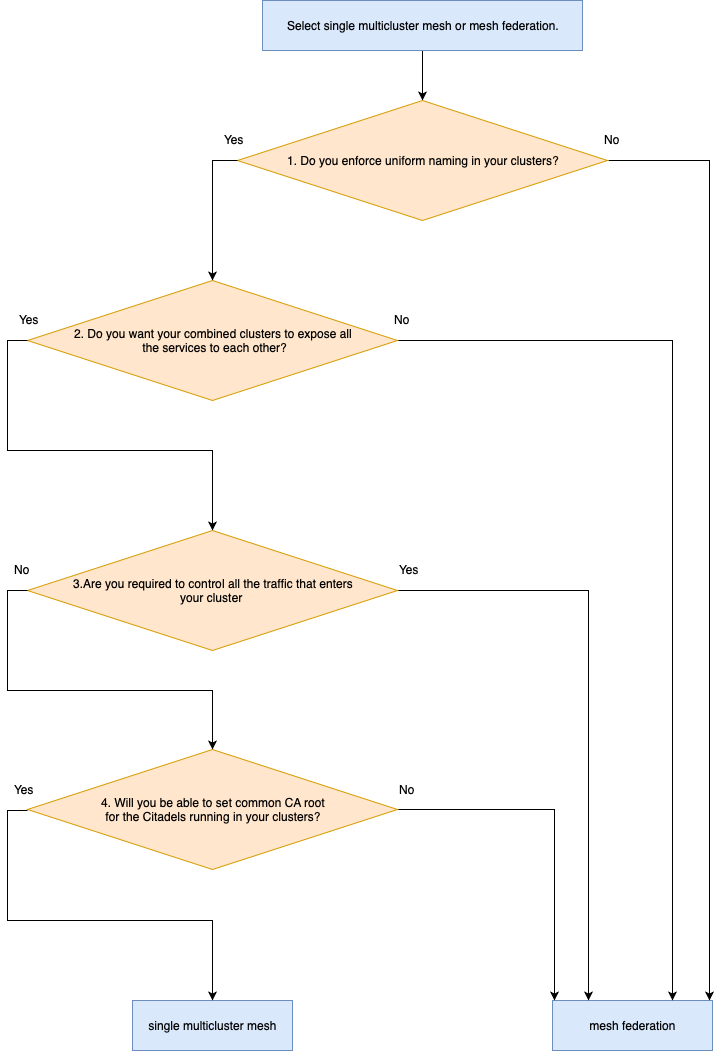 Select single multicluster mesh or mesh federation.
Yes
No
1. Do you enforce uniform naming in your clusters?
Yes
No
2. Do you want your combined clusters to expose all
the services to each other?
No
Yes
3.Are you required to control all the traffic that enters
your cluster
Yes
No
4. Will you be able to set common CA root
for the Citadels running in your clusters?
single multicluster mesh
mesh federation